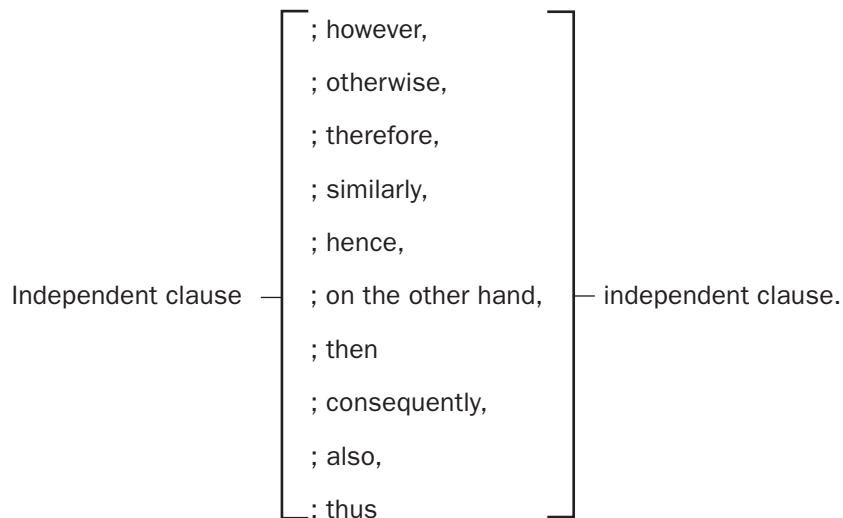 ; however,
; otherwise,
; therefore,
; similarly,
; hence,
Independent clause ; on the other hand, independent clause.
; then
; consequently,
; also,
; thus